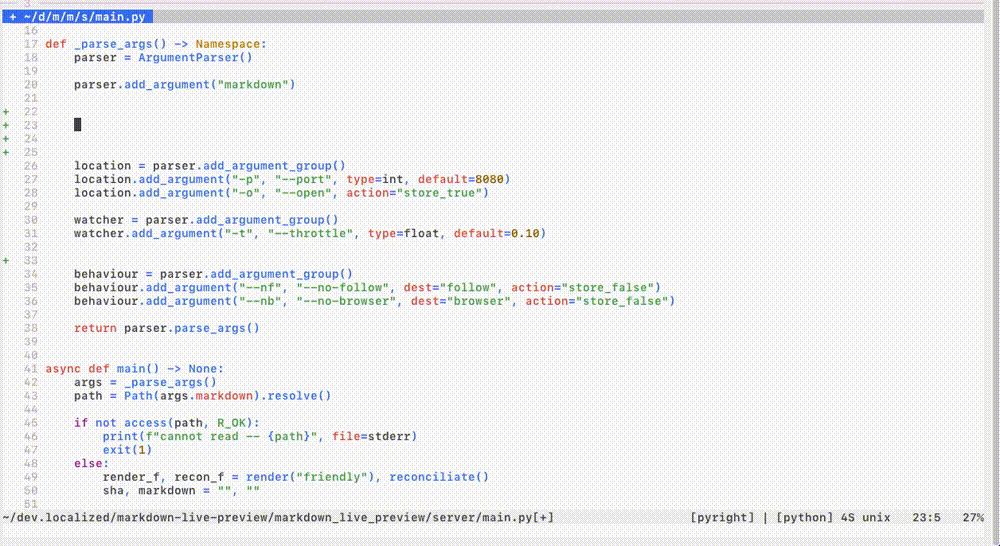 3
+ ~/d/m/m/s/main.py
16
17 def _parse_args() -> Namespace:
18     parser = ArgumentParser()
19
20     parser.add_argument("markdown")
21
+ 22
+ 23
+ 24
+ 25
26     location = parser.add_argument_group()
27     location.add_argument("-p", "--port", type=int, default=8080)
28     location.add_argument("-o", "--open", action="store_true")
29
30     watcher = parser.add_argument_group()
31     watcher.add_argument("-t", "--throttle", type=float, default=0.10)
32
+ 33
34     behaviour = parser.add_argument_group()
35     behaviour.add_argument("--nf", "--no-follow", dest="follow", action="store_false")
36     behaviour.add_argument("--nb", "--no-browser", dest="browser", action="store_false")
37
38     return parser.parse_args()
39
40
41 async def main() -> None:
42     args = _parse_args()
43     path = Path(args.markdown).resolve()
44
45     if not access(path, R_OK):
46         print(f"cannot read -- {path}", file=stderr)
47         exit(1)
48     else:
49         render_f, recon_f = render("friendly"), reconciliate()
50         sha, markdown = "", ""
51
~/dev.localized/markdown-live-preview/markdown_live_preview/server/main.py[+] [pyright] | [python] 4S unix 23:5 27%